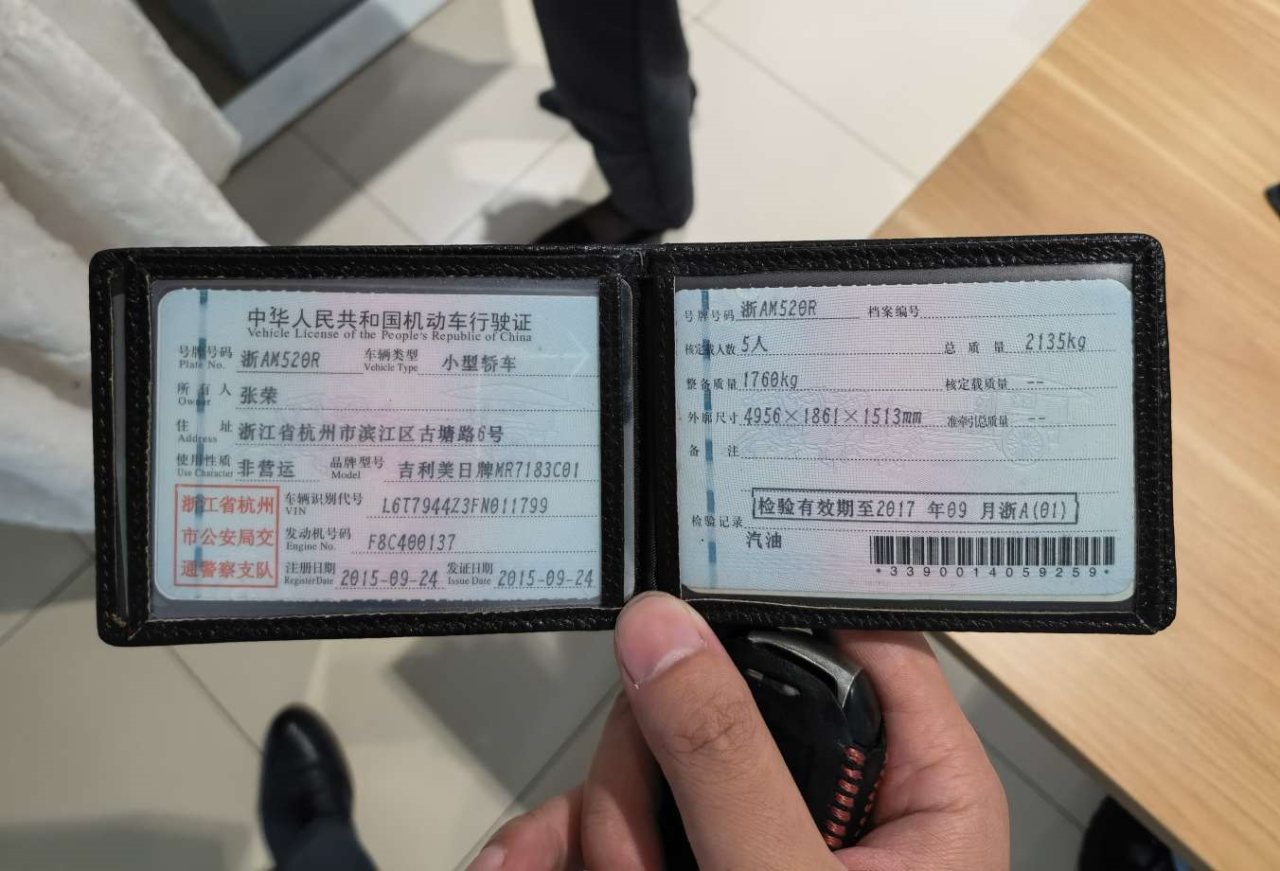 中华人民共和国机动车行驶证
Vehicle License of the People's Republic of China
号牌号码 浙AM520R 车辆类型 小型轿车
Plate No. Vehicle Type
所有人 张荣
Owner
住址 浙江省杭州市滨江区古塘路6号
Address
使用性质 非营运 品牌型号 吉利美日牌MR7183C01
Use Character Model
浙江省杭州
市公安局交
通警察支队
车辆识别代号 L6T7944Z3FN011799
VIN
发动机号码 F8C400137
Engine No.
注册日期 2015-09-24 发证日期 2015-09-24
Register Date Issue Date
号牌号码 浙AM520R 档案编号
核定载人数 5人 总质量 2135kg
整备质量 1760kg 核定载质量 --
外廓尺寸 4956×1861×1513mm 准牵引总质量 --
备注
检验有效期至2017年09月浙A(01)
检验记录
汽油
*3390014059259*